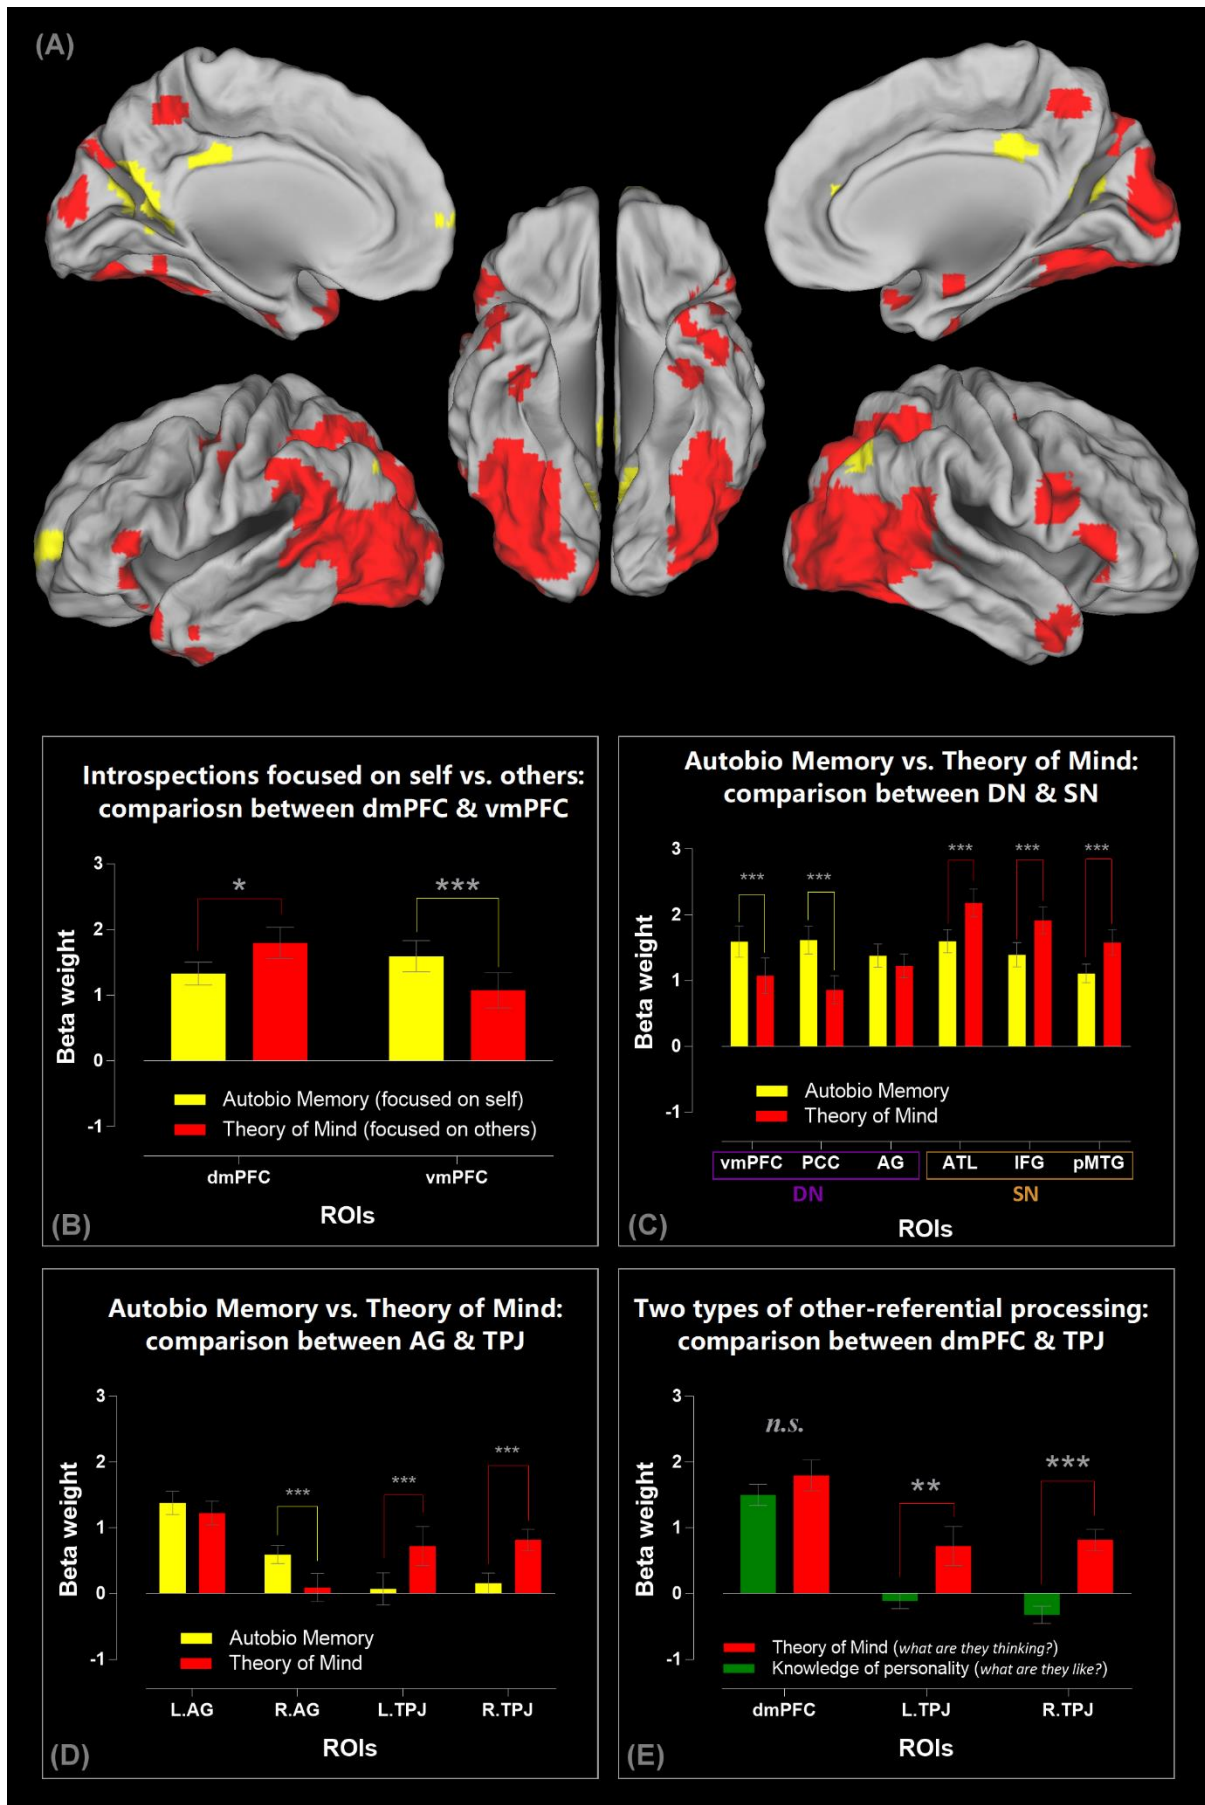 (A)
Introspections focused on self vs. others:
compariosn between dmPFC & vmPFC
3
2
1
0
-1
Beta weight
*
***
Autobio Memory (focused on self)
Theory of Mind (focused on others)
dmPFC
vmPFC
ROIs
(B)
Autobio Memory vs. Theory of Mind:
comparison between DN & SN
3
2
1
0
-1
Beta weight
***
***
***
***
***
Autobio Memory
Theory of Mind
vmPFC
PCC
AG
ATL
IFG
pMTG
DN
SN
ROIs
(C)
Autobio Memory vs. Theory of Mind:
comparison between AG & TPJ
3
2
1
0
-1
Beta weight
***
***
***
Autobio Memory
Theory of Mind
L.AG
R.AG
L.TPJ
R.TPJ
ROIs
(D)
Two types of other-referential processing:
comparison between dmPFC & TPJ
3
2
1
0
-1
Beta weight
n.s.
**
***
Theory of Mind (what are they thinking?)
Knowledge of personality (what are they like?)
dmPFC
L.TPJ
R.TPJ
ROIs
(E)